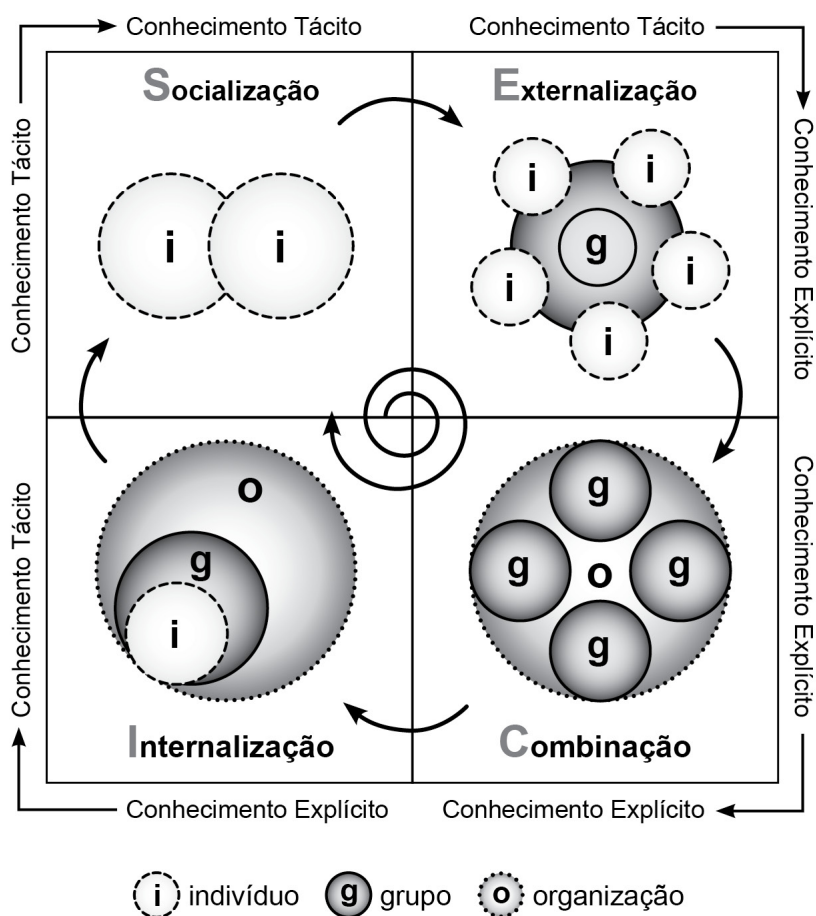 Conhecimento Tácito
Conhecimento Tácito
Conhecimento Tácito
Socialização
i
i
Externalização
i
i
i
i
i
g
Conhecimento Explícito
Conhecimento Tácito
Internalização
o
g
i
Combinação
g
g
o
g
g
Conhecimento Explícito
Conhecimento Explícito
Conhecimento Explícito
i indivíduo
g grupo
o organização